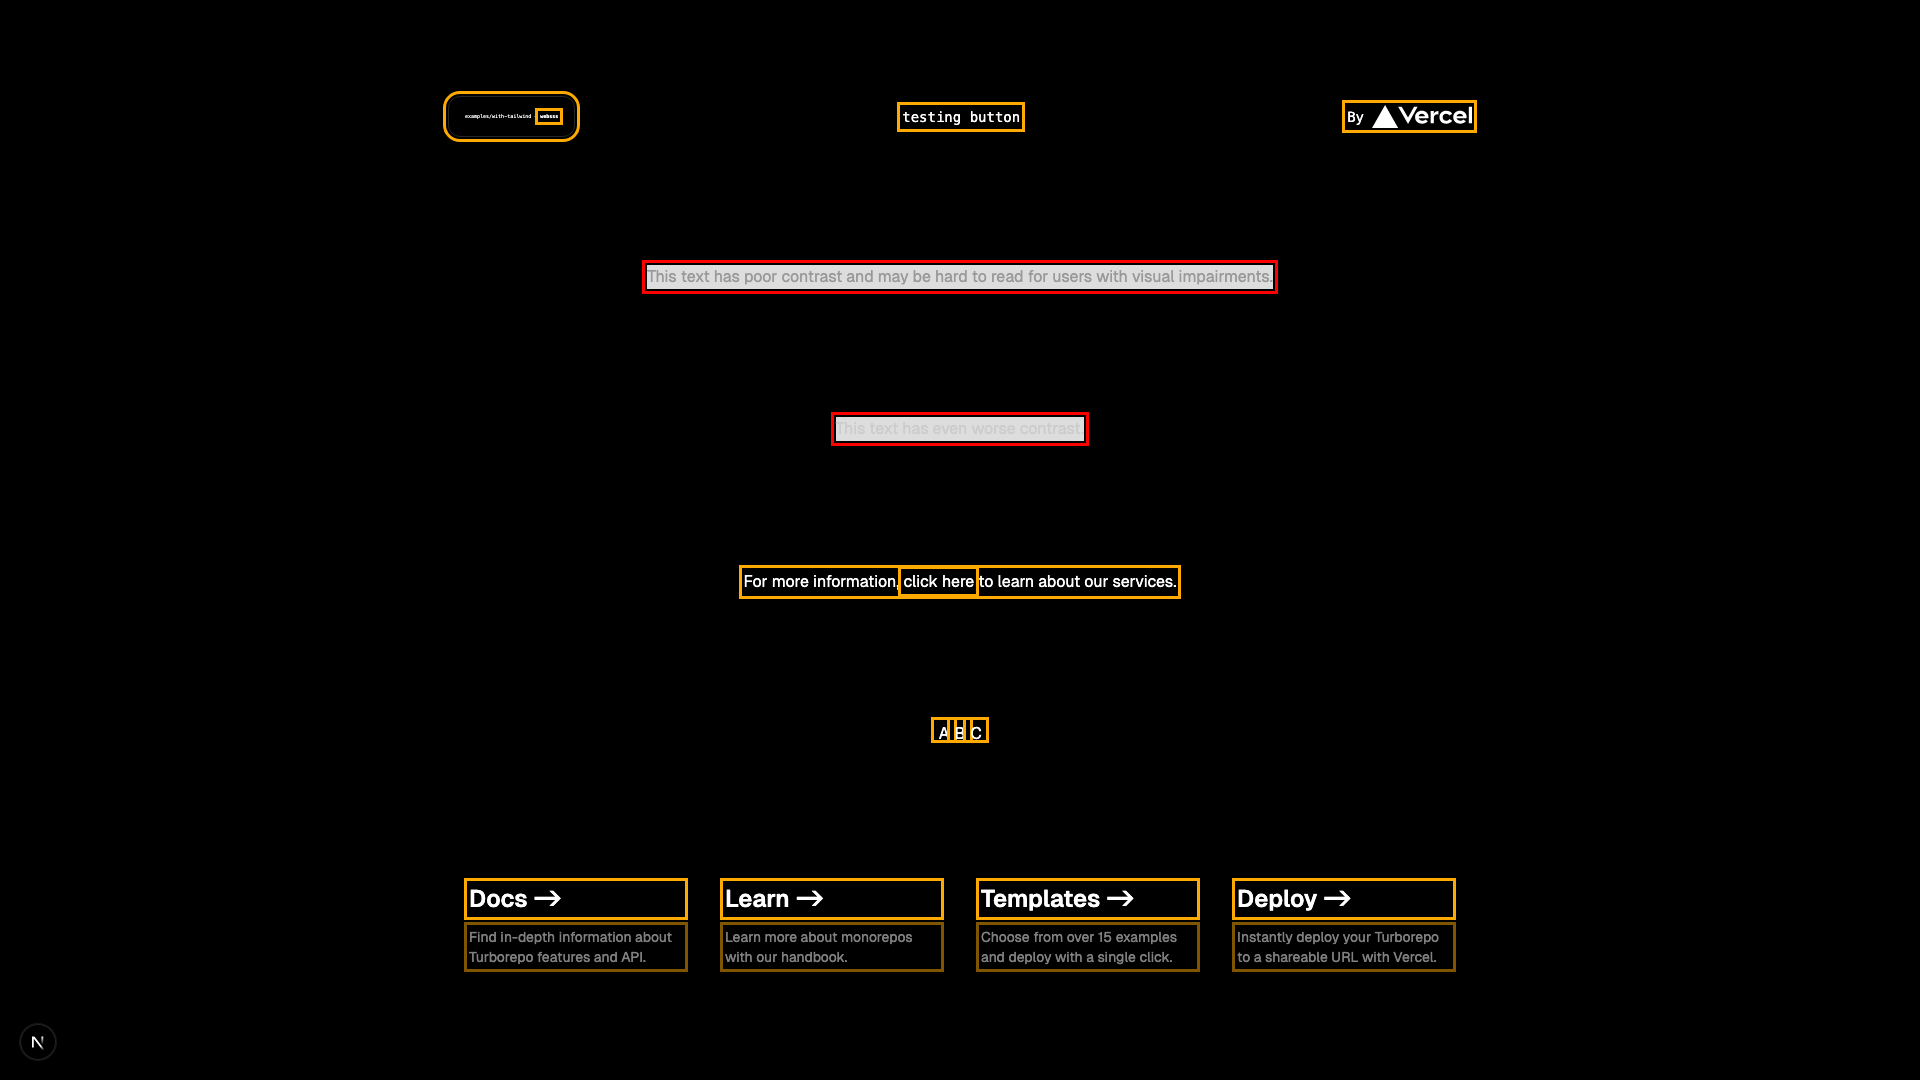 examples/with-tailwind - websss
testing button
By Vercel
This text has poor contrast and may be hard to read for users with visual impairments.
This text has even worse contrast.
For more information, click here to learn about our services.
A B C
Docs →
Find in-depth information about
Turborepo features and API.
Learn →
Learn more about monorepos
with our handbook.
Templates →
Choose from over 15 examples
and deploy with a single click.
Deploy →
Instantly deploy your Turborepo
to a shareable URL with Vercel.
N